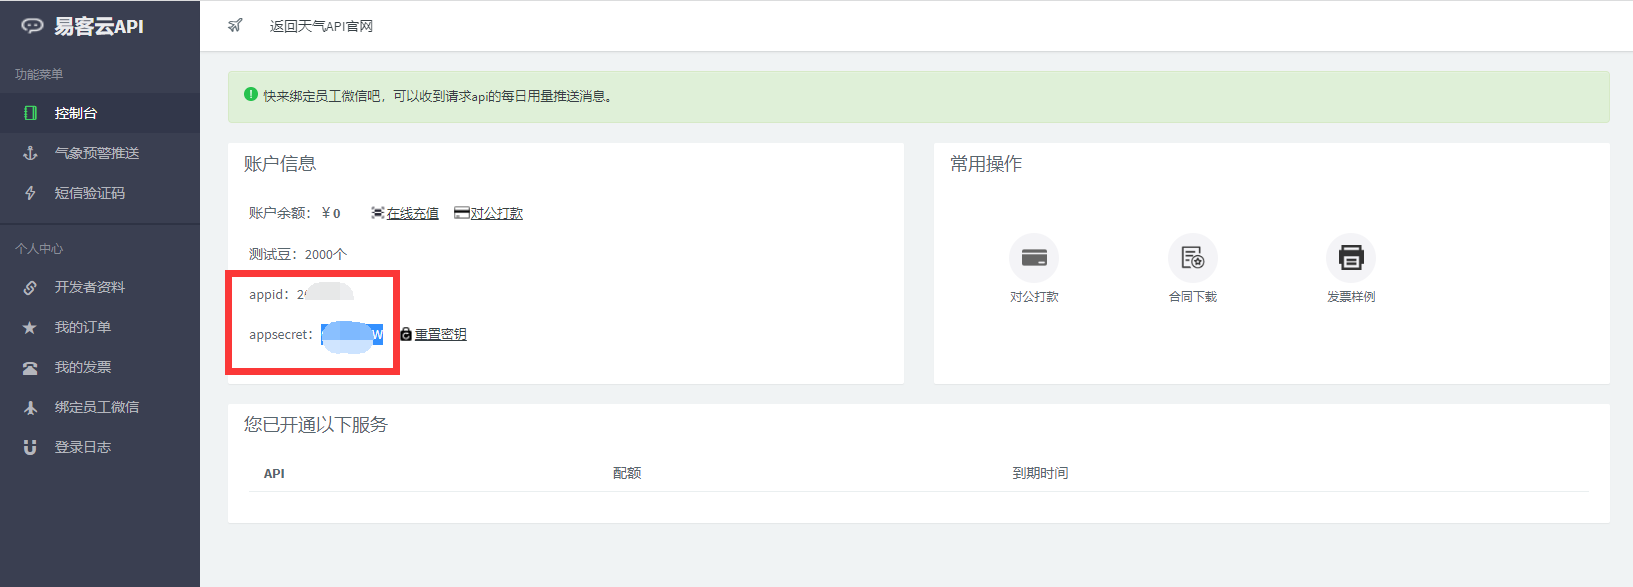 易客云API
返回天气API官网
功能菜单
控制台
气象预警推送
短信验证码
个人中心
开发者资料
我的订单
我的发票
绑定员工微信
登录日志
快来绑定员工微信吧，可以收到请求api的每日用量推送消息。
账户信息
账户余额：￥0 在线充值 对公打款
测试豆：2000个
appid：2
appsecret： W 重置密钥
常用操作
对公打款 合同下载 发票样例
您已开通以下服务
API 配额 到期时间